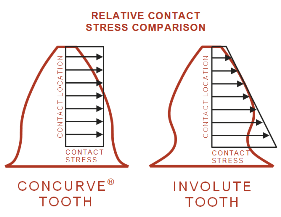 RELATIVE CONTACT
STRESS COMPARISON
CONTACT LOCATION
CONTACT
STRESS
CONCURVE®
TOOTH
CONTACT LOCATION
CONTACT
STRESS
INVOLUTE
TOOTH